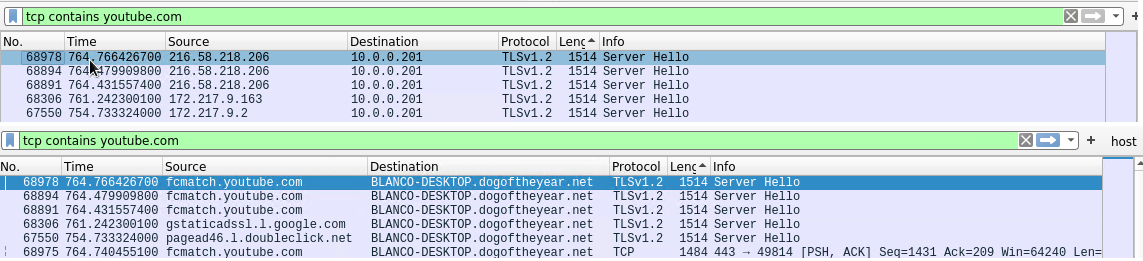 tcp contains youtube.com
No. Time Source Destination Protocol Lenç Info
68978 764.766426700 216.58.218.206 10.0.0.201 TLSv1.2 1514 Server Hello
68894 764.479909800 216.58.218.206 10.0.0.201 TLSv1.2 1514 Server Hello
68891 764.431557400 216.58.218.206 10.0.0.201 TLSv1.2 1514 Server Hello
68306 761.242300100 172.217.9.163 10.0.0.201 TLSv1.2 1514 Server Hello
67550 754.733324000 172.217.9.2 10.0.0.201 TLSv1.2 1514 Server Hello
tcp contains youtube.com + host
No. Time Source Destination Protocol Lenç Info
68978 764.766426700 fcmatch.youtube.com BLANCO-DESKTOP.dogoftheyear.net TLSv1.2 1514 Server Hello
68894 764.479909800 fcmatch.youtube.com BLANCO-DESKTOP.dogoftheyear.net TLSv1.2 1514 Server Hello
68891 764.431557400 fcmatch.youtube.com BLANCO-DESKTOP.dogoftheyear.net TLSv1.2 1514 Server Hello
68306 761.242300100 gstaticadssl.l.google.com BLANCO-DESKTOP.dogoftheyear.net TLSv1.2 1514 Server Hello
67550 754.733324000 pagead46.l.doubleclick.net BLANCO-DESKTOP.dogoftheyear.net TLSv1.2 1514 Server Hello
68975 764.740455100 fcmatch.youtube.com BLANCO-DESKTOP.dogoftheyear.net TCP 1484 443 → 49814 [PSH, ACK] Seq=1431 Ack=209 Win=64240 Len=